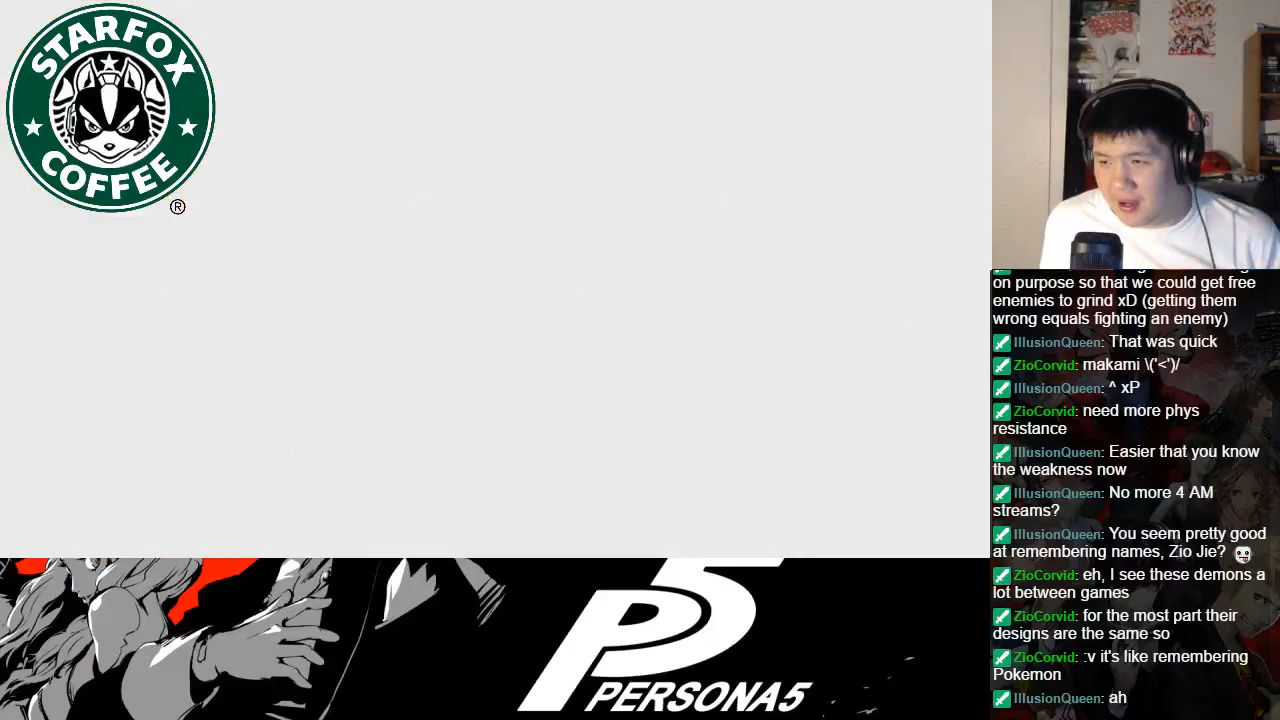 STARFOX
COFFEE
®
on purpose so that we could get free
enemies to grind xD (getting them
wrong equals fighting an enemy)
IllusionQueen: That was quick
ZioCorvid: makami \('<')/
IllusionQueen: ^ xP
ZioCorvid: need more phys
resistance
IllusionQueen: Easier that you know
the weakness now
IllusionQueen: No more 4 AM
streams?
IllusionQueen: You seem pretty good
at remembering names, Zio Jie?
ZioCorvid: eh, I see these demons a
lot between games
ZioCorvid: for the most part their
designs are the same so
ZioCorvid: :v it's like remembering
Pokemon
IllusionQueen: ah
P5
PERSONA5